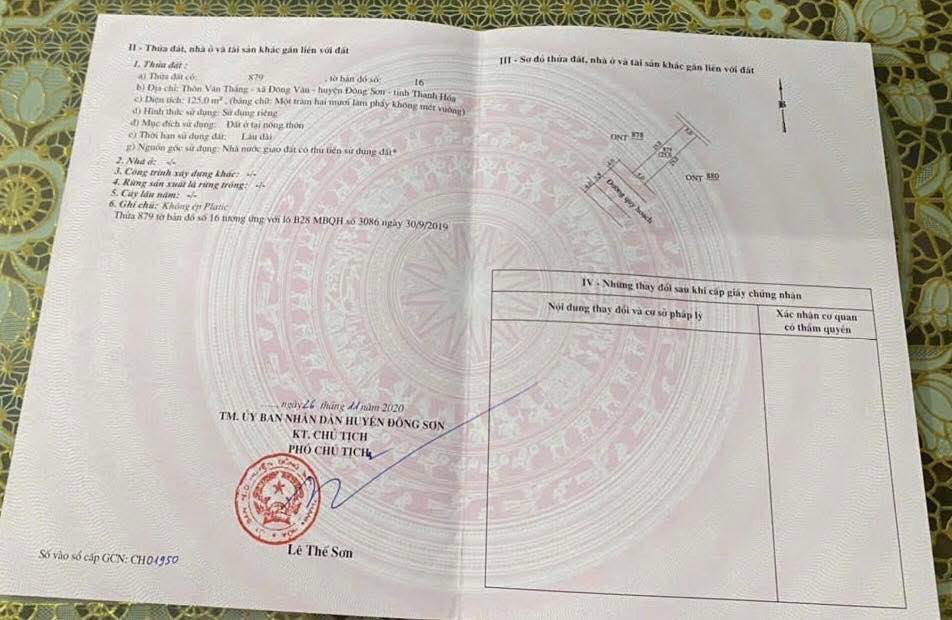 II - Thửa đất, nhà ở và tài sản khác gắn liền với đất
1. Thửa đất:
a) Thửa đất số: 879 , tờ bản đồ số: 16
b) Địa chỉ: Thôn Văn Thắng - xã Đông Văn - huyện Đông Sơn - tỉnh Thanh Hóa
c) Diện tích: 125.0 m², (bằng chữ: Một trăm hai mươi lăm phẩy không mét vuông)
d) Hình thức sử dụng: Sử dụng riêng
đ) Mục đích sử dụng: Đất ở tại nông thôn
e) Thời hạn sử dụng đất: Lâu dài
g) Nguồn gốc sử dụng: Nhà nước giao đất có thu tiền sử dụng đất*
2. Nhà ở: -/-
3. Công trình xây dựng khác: -/-
4. Rừng sản xuất là rừng trồng: -/-
5. Cây lâu năm: -/-
6. Ghi chú: Không ép Platic
Thửa 879 tờ bản đồ số 16 tương ứng với lô B28 MBQH số 3086 ngày 30/9/2019
ngày 26 tháng 11 năm 2020
TM. ỦY BAN NHÂN DÂN HUYỆN ĐÔNG SƠN
KT. CHỦ TỊCH
PHÓ CHỦ TỊCH
Lê Thế Sơn
Số vào sổ cấp GCN: CH01950
III - Sơ đồ thửa đất, nhà ở và tài sản khác gắn liền với đất
B
ONT 878
879
ONT 880
5.0
Đường quy hoạch
IV - Những thay đổi sau khi cấp giấy chứng nhận
Nội dung thay đổi và cơ sở pháp lý
Xác nhận cơ quan
có thẩm quyền